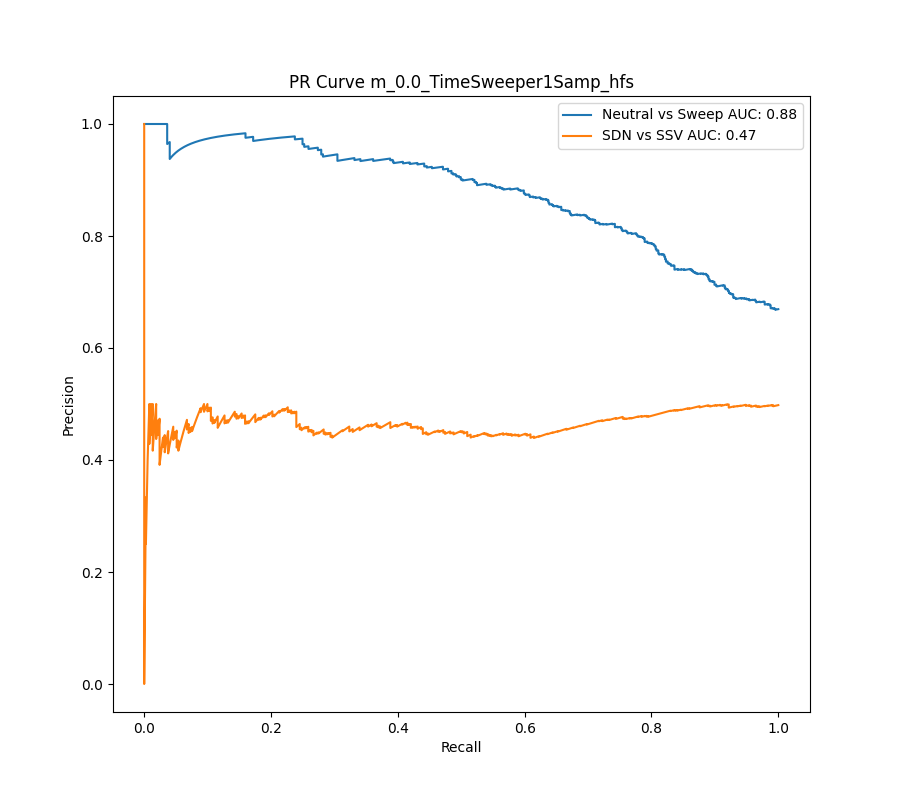 PR Curve m_0.0_TimeSweeper1Samp_hfs
Neutral vs Sweep AUC: 0.88
SDN vs SSV AUC: 0.47
1.0
0.8
0.6
0.4
0.2
0.0
Precision
0.0 0.2 0.4 0.6 0.8 1.0
Recall